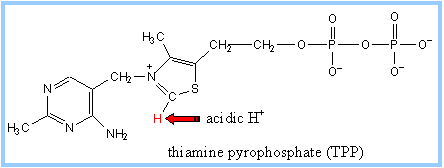 O O
H₃C CH₂ CH₂ O P O P O⁻
O⁻ O⁻
CH₂ N⁺ S
N C
H acidic H⁺
H₃C N NH₂
thiamine pyrophosphate (TPP)